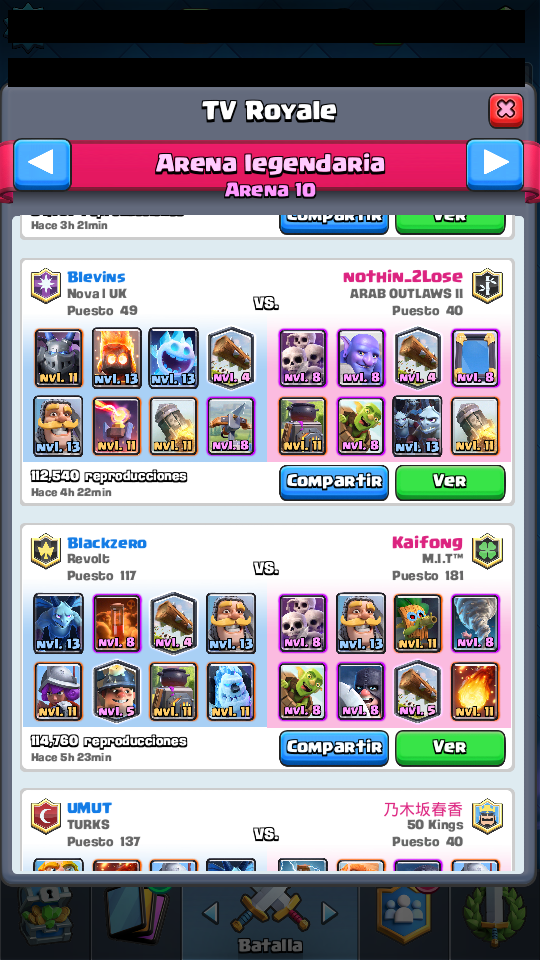 TV Royale
Arena legendaria
Arena 10
Compartir
Ver
Hace 3h 21min
Blevins
Nova l UK
Puesto 49
vs.
nothin_2Lose
ARAB OUTLAWS II
Puesto 40
nvl. 11
nvl. 13
nvl. 13
nvl. 4
nvl. 8
nvl. 8
nvl. 4
nvl. 8
nvl. 13
nvl. 11
nvl. 11
nvl. 8
nvl. 11
nvl. 8
nvl. 13
nvl. 11
112,540 reproducciones
Hace 4h 22min
Compartir
Ver
Blackzero
Revolt
Puesto 117
vs.
Kaifong
M.I.T™
Puesto 181
nvl. 13
nvl. 8
nvl. 4
nvl. 13
nvl. 8
nvl. 13
nvl. 11
nvl. 8
nvl. 11
nvl. 5
nvl. 11
nvl. 11
nvl. 8
nvl. 8
nvl. 5
nvl. 11
114,760 reproducciones
Hace 5h 23min
Compartir
Ver
UMUT
TURKS
Puesto 137
vs.
乃木坂春香
50 Kings
Puesto 40
Batalla